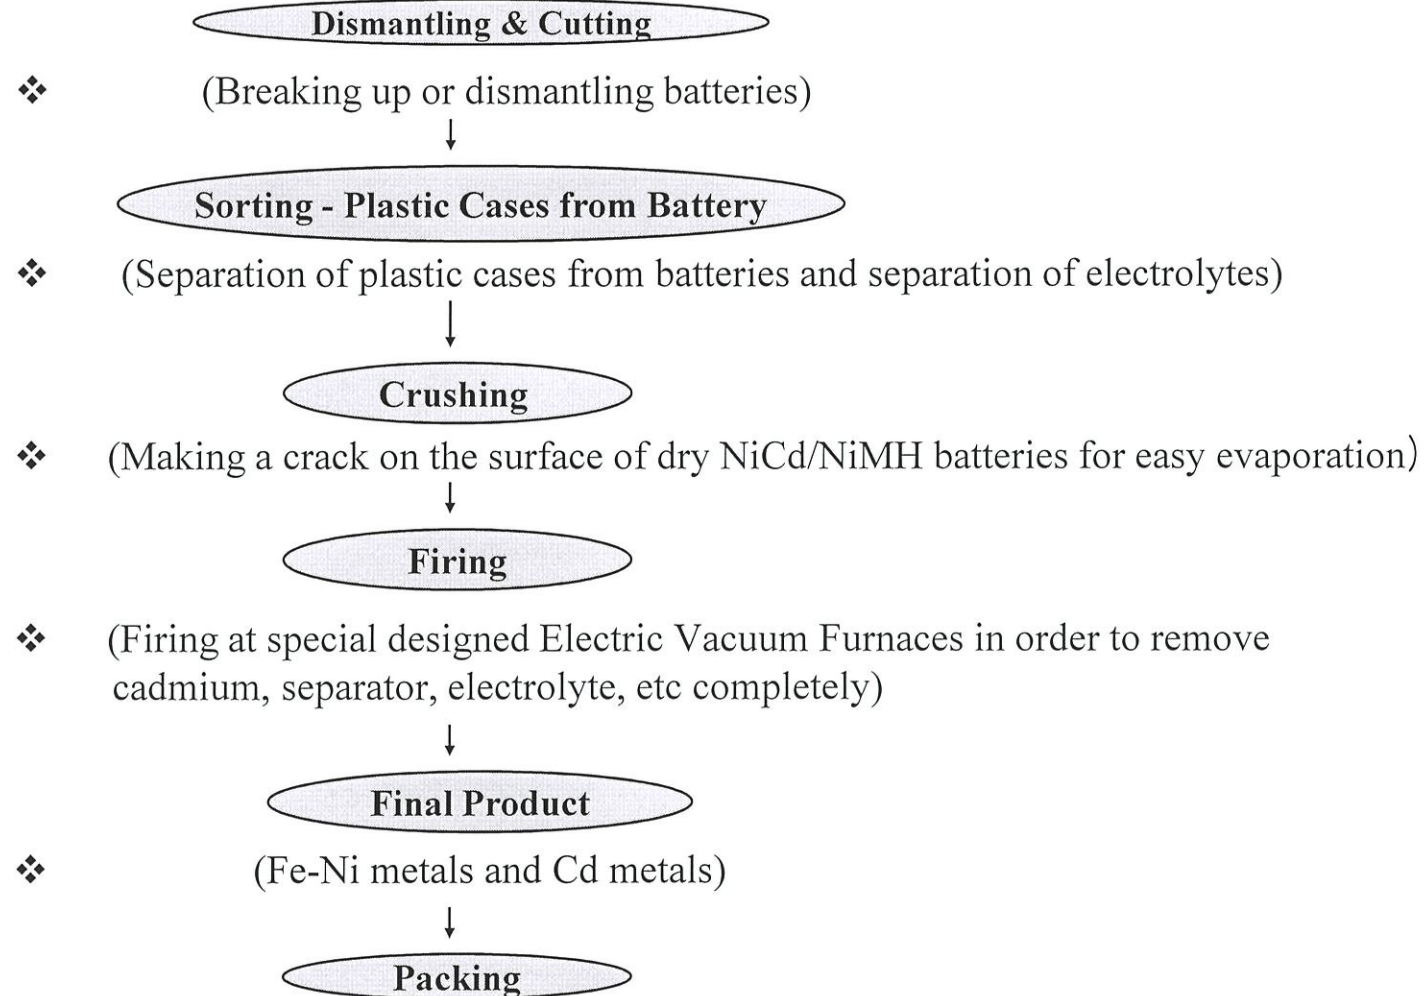 Dismantling & Cutting
(Breaking up or dismantling batteries)
Sorting - Plastic Cases from Battery
(Separation of plastic cases from batteries and separation of electrolytes)
Crushing
(Making a crack on the surface of dry NiCd/NiMH batteries for easy evaporation)
Firing
(Firing at special designed Electric Vacuum Furnaces in order to remove
cadmium, separator, electrolyte, etc completely)
Final Product
(Fe-Ni metals and Cd metals)
Packing